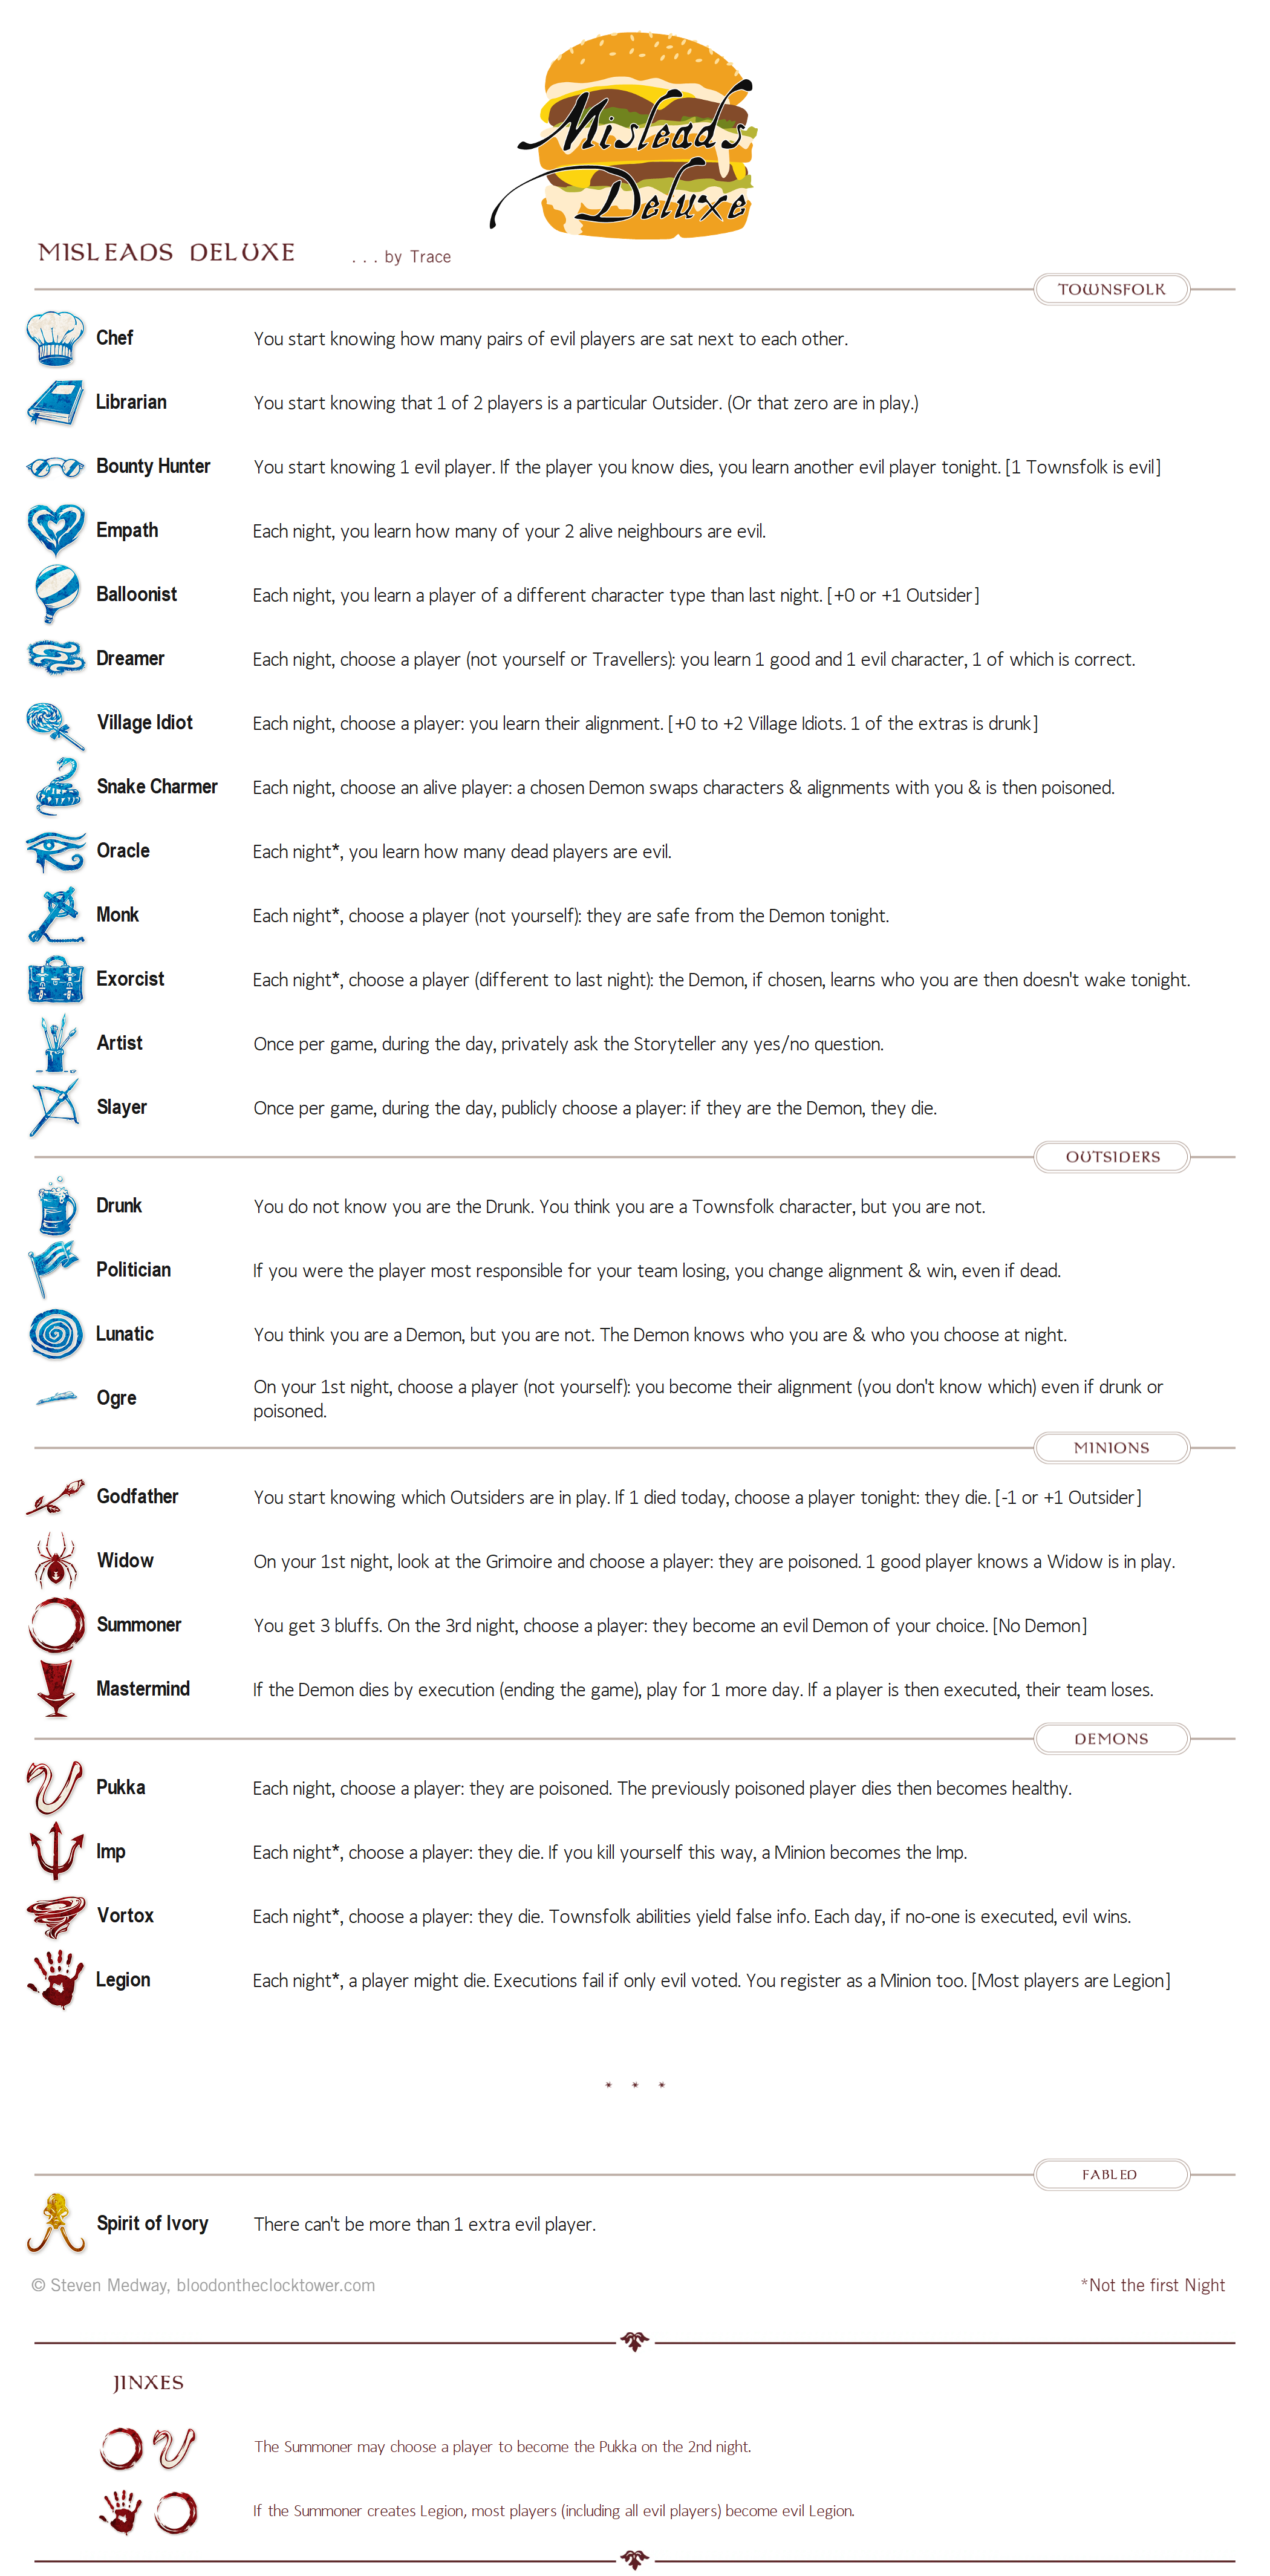 Misleads
Deluxe
MISLEADS DELUXE . . . by Trace
TOWNSFOLK
Chef You start knowing how many pairs of evil players are sat next to each other.
Librarian You start knowing that 1 of 2 players is a particular Outsider. (Or that zero are in play.)
Bounty Hunter You start knowing 1 evil player. If the player you know dies, you learn another evil player tonight. [1 Townsfolk is evil]
Empath Each night, you learn how many of your 2 alive neighbours are evil.
Balloonist Each night, you learn a player of a different character type than last night. [+0 or +1 Outsider]
Dreamer Each night, choose a player (not yourself or Travellers): you learn 1 good and 1 evil character, 1 of which is correct.
Village Idiot Each night, choose a player: you learn their alignment. [+0 to +2 Village Idiots. 1 of the extras is drunk]
Snake Charmer Each night, choose an alive player: a chosen Demon swaps characters & alignments with you & is then poisoned.
Oracle Each night*, you learn how many dead players are evil.
Monk Each night*, choose a player (not yourself): they are safe from the Demon tonight.
Exorcist Each night*, choose a player (different to last night): the Demon, if chosen, learns who you are then doesn't wake tonight.
Artist Once per game, during the day, privately ask the Storyteller any yes/no question.
Slayer Once per game, during the day, publicly choose a player: if they are the Demon, they die.
OUTSIDERS
Drunk You do not know you are the Drunk. You think you are a Townsfolk character, but you are not.
Politician If you were the player most responsible for your team losing, you change alignment & win, even if dead.
Lunatic You think you are a Demon, but you are not. The Demon knows who you are & who you choose at night.
Ogre On your 1st night, choose a player (not yourself): you become their alignment (you don't know which) even if drunk or
poisoned.
MINIONS
Godfather You start knowing which Outsiders are in play. If 1 died today, choose a player tonight: they die. [-1 or +1 Outsider]
Widow On your 1st night, look at the Grimoire and choose a player: they are poisoned. 1 good player knows a Widow is in play.
Summoner You get 3 bluffs. On the 3rd night, choose a player: they become an evil Demon of your choice. [No Demon]
Mastermind If the Demon dies by execution (ending the game), play for 1 more day. If a player is then executed, their team loses.
DEMONS
Pukka Each night, choose a player: they are poisoned. The previously poisoned player dies then becomes healthy.
Imp Each night*, choose a player: they die. If you kill yourself this way, a Minion becomes the Imp.
Vortox Each night*, choose a player: they die. Townsfolk abilities yield false info. Each day, if no-one is executed, evil wins.
Legion Each night*, a player might die. Executions fail if only evil voted. You register as a Minion too. [Most players are Legion]
* * *
FABLED
Spirit of Ivory There can't be more than 1 extra evil player.
© Steven Medway, bloodontheclocktower.com *Not the first Night
JINXES
The Summoner may choose a player to become the Pukka on the 2nd night.
If the Summoner creates Legion, most players (including all evil players) become evil Legion.